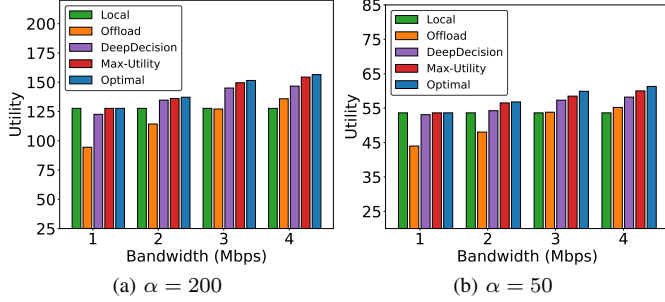 200
175
150
125
100
75
50
25
Utility
Local
Offload
DeepDecision
Max-Utility
Optimal
1 2 3 4
Bandwidth (Mbps)
(a) α = 200
85
75
65
55
45
35
25
Utility
Local
Offload
DeepDecision
Max-Utility
Optimal
1 2 3 4
Bandwidth (Mbps)
(b) α = 50